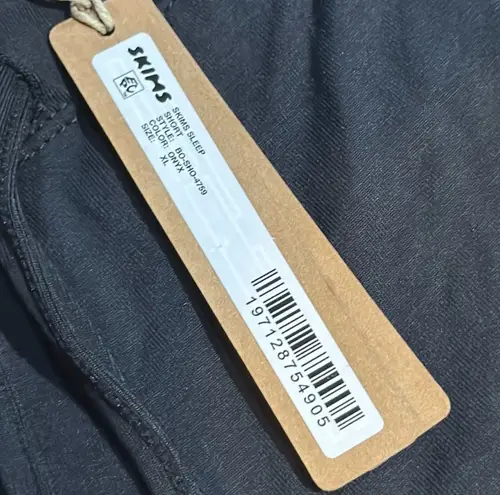 SKIMS
SKIMS SLEEP
SHORT
STYLE: BO-SHO-4759
COLOR: ONYX
SIZE: XL
197128754905